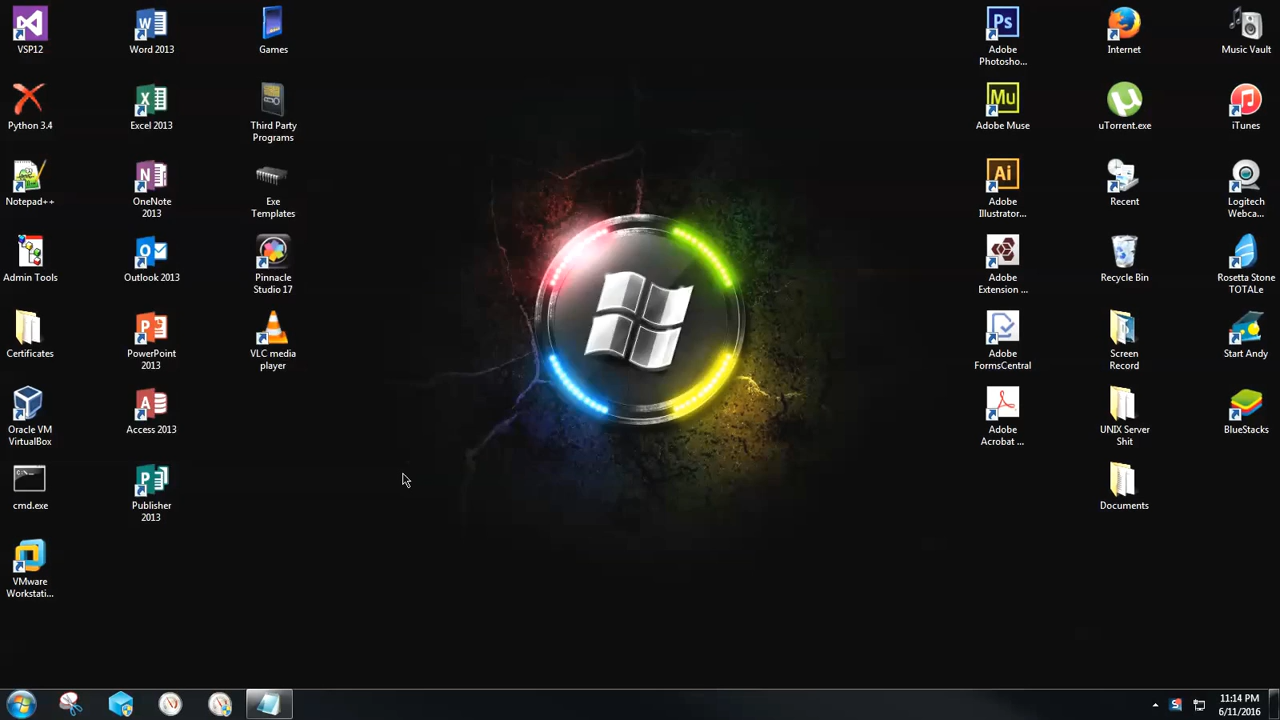 VSP12
Word 2013
Games
Adobe
Photosho...
Internet
Music Vault
Python 3.4
Excel 2013
Third Party
Programs
Adobe Muse
uTorrent.exe
iTunes
Notepad++
OneNote
2013
Exe
Templates
Adobe
Illustrator...
Recent
Logitech
Webca...
Admin Tools
Outlook 2013
Pinnacle
Studio 17
Adobe
Extension ...
Recycle Bin
Rosetta Stone
TOTALe
Certificates
PowerPoint
2013
VLC media
player
Adobe
FormsCentral
Screen
Record
Start Andy
Oracle VM
VirtualBox
Access 2013
Adobe
Acrobat ...
UNIX Server
Shit
BlueStacks
cmd.exe
Publisher
2013
Documents
VMware
Workstati...
11:14 PM
6/11/2016
Ps
Mu
Ai